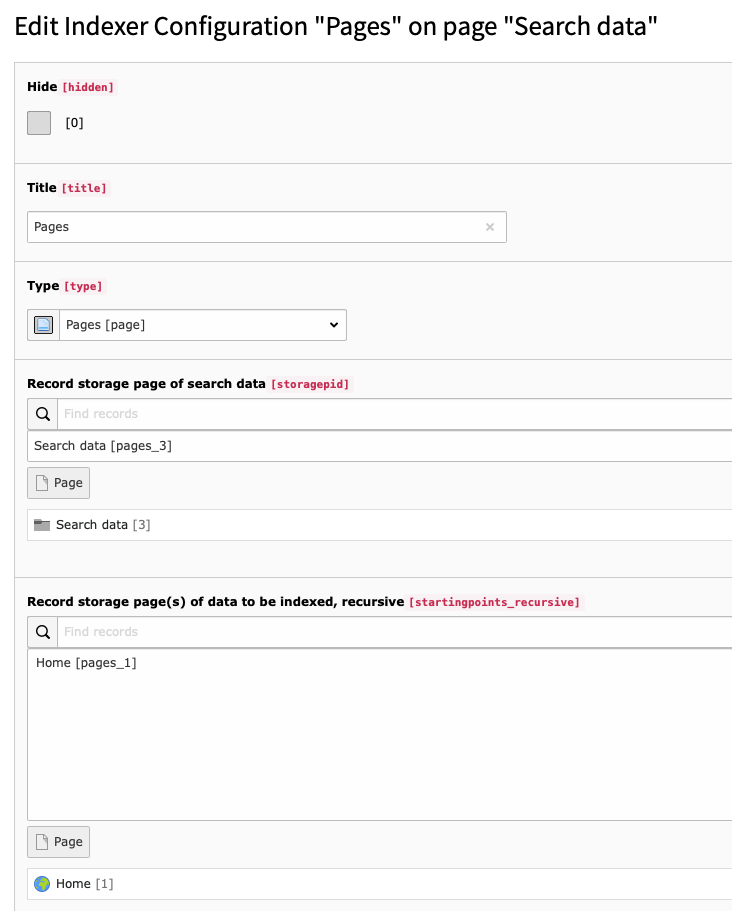 Edit Indexer Configuration "Pages" on page "Search data"
Hide [hidden]
[0]
Title [title]
Pages
Type [type]
Pages [page]
Record storage page of search data [storagepid]
Find records
Search data [pages_3]
Page
Search data [3]
Record storage page(s) of data to be indexed, recursive [startingpoints_recursive]
Find records
Home [pages_1]
Page
Home [1]